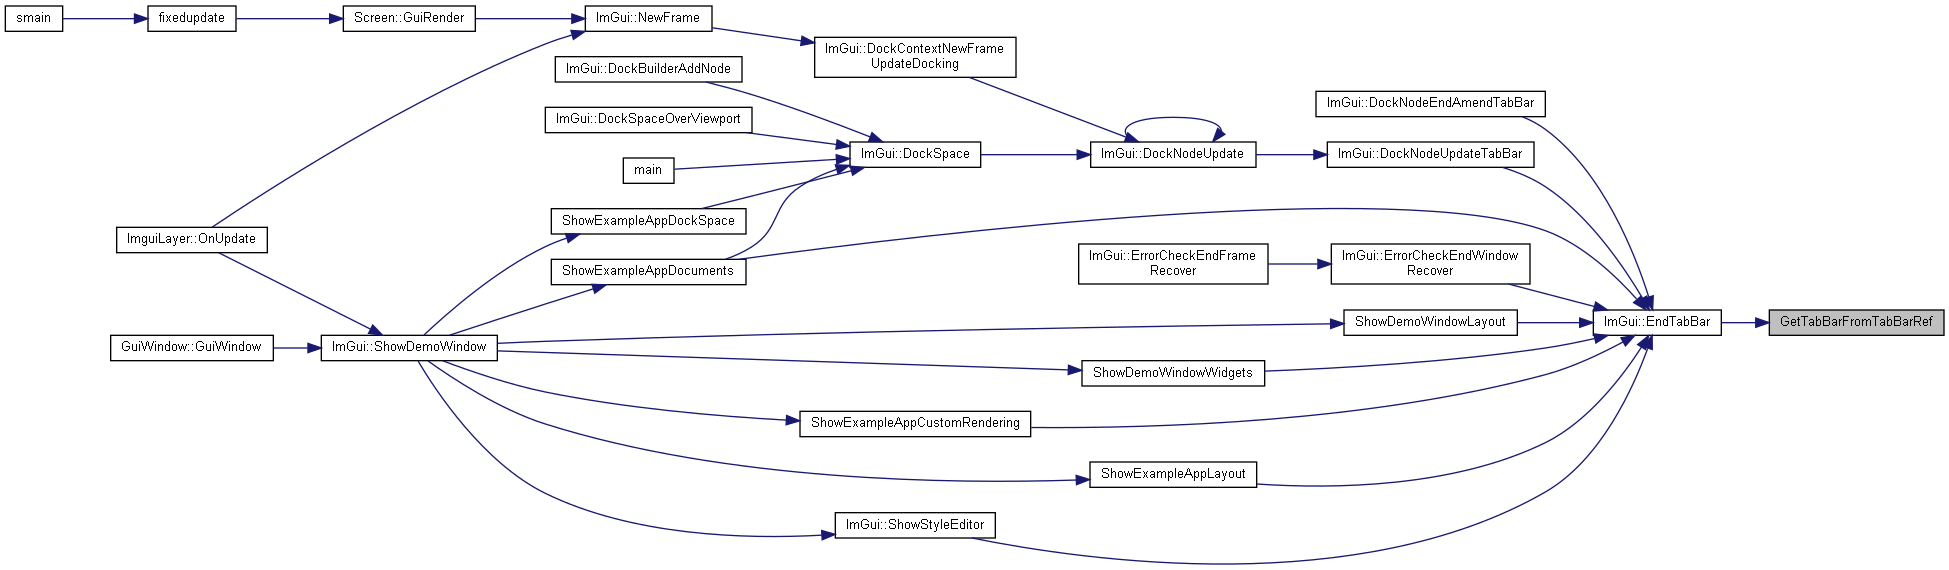 smain
fixedupdate
Screen::GuiRender
ImGui::NewFrame
ImGui::DockContextNewFrame
UpdateDocking
ImGui::DockBuilderAddNode
ImGui::DockNodeEndAmendTabBar
ImGui::DockSpaceOverViewport
ImGui::DockSpace
ImGui::DockNodeUpdate
ImGui::DockNodeUpdateTabBar
main
ShowExampleAppDockSpace
ImguiLayer::OnUpdate
ShowExampleAppDocuments
ImGui::ErrorCheckEndFrame
Recover
ImGui::ErrorCheckEndWindow
Recover
ShowDemoWindowLayout
ImGui::EndTabBar
GetTabBarFromTabBarRef
GuiWindow::GuiWindow
ImGui::ShowDemoWindow
ShowDemoWindowWidgets
ShowExampleAppCustomRendering
ShowExampleAppLayout
ImGui::ShowStyleEditor